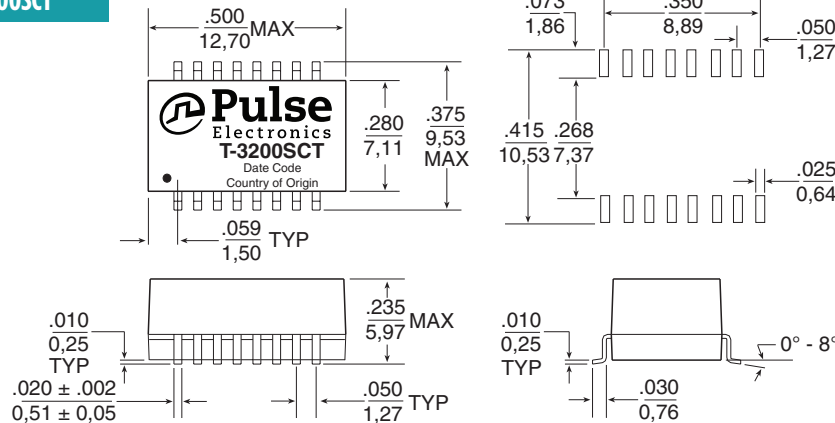 .500
12,70
MAX
Pulse
Electronics
T-3200SCT
Date Code
Country of Origin
.280
7,11
.375
9,53
MAX
.059
1,50
TYP
.073
1,86
.350
8,89
.050
1,27
.415
10,53
.268
7,37
.025
0,64
.010
0,25
TYP
.020 ± .002
0,51 ± 0,05
.235
5,97
MAX
.050
1,27
TYP
.010
0,25
TYP
.030
0,76
0° - 8°